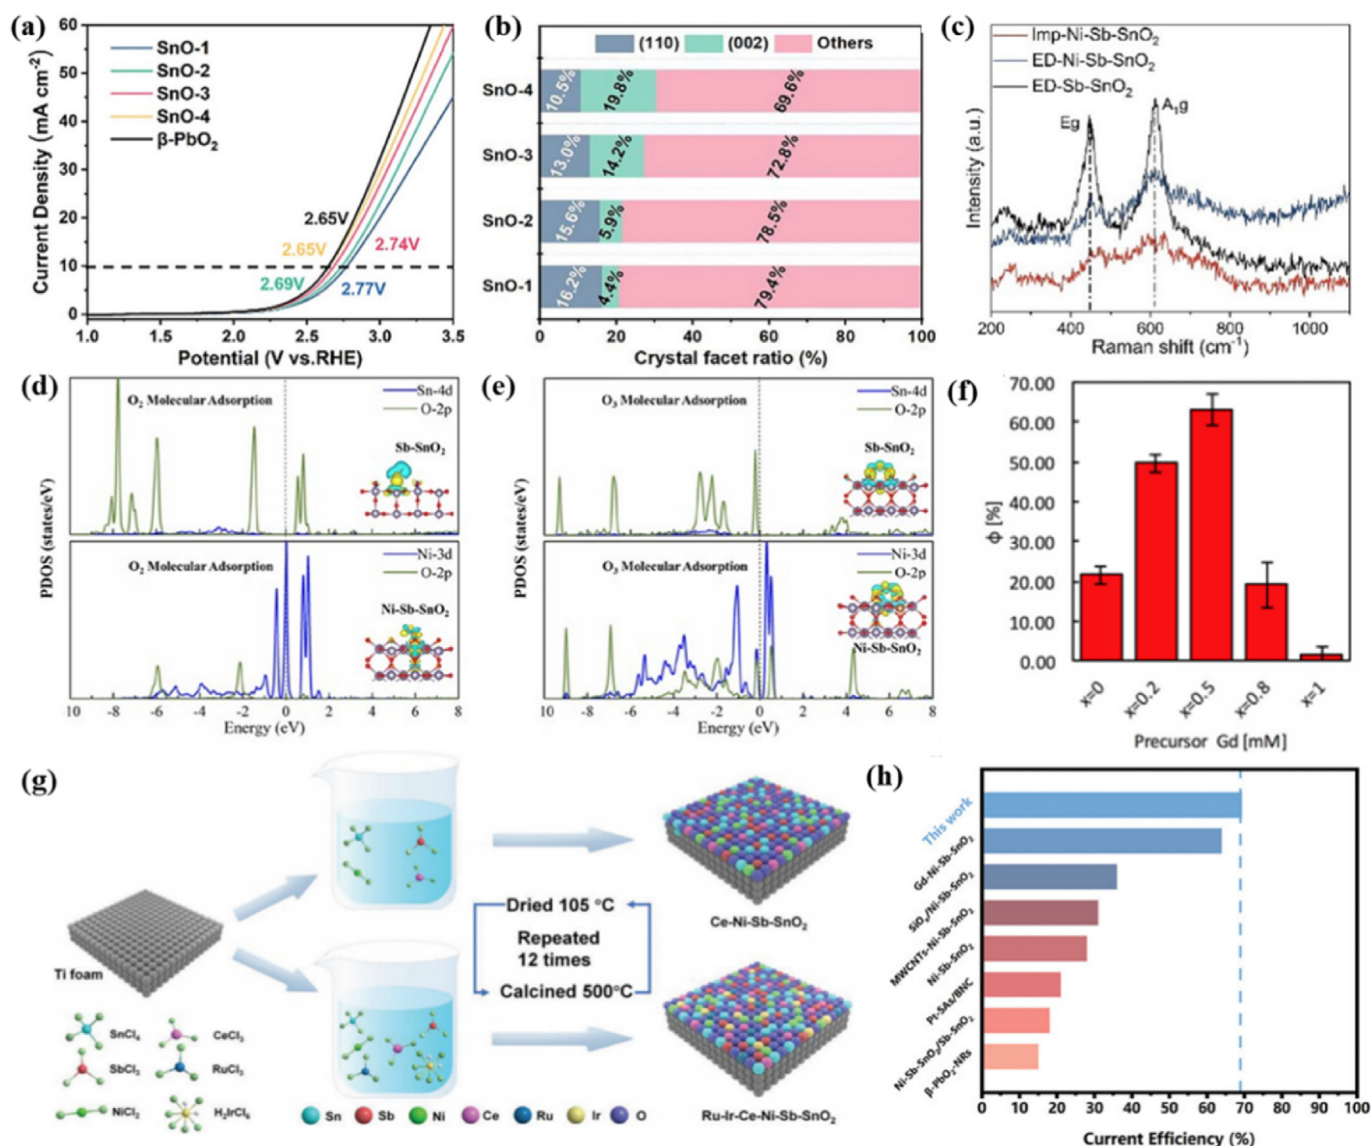 (a)
60
50
40
30
20
10
0
Current Density (mA cm⁻²)
SnO-1
SnO-2
SnO-3
SnO-4
β-PbO₂
2.65V
2.65V
2.74V
2.69V
2.77V
1.0 1.5 2.0 2.5 3.0 3.5
Potential (V vs.RHE)
(b)
(110) (002) Others
SnO-4 10.5% 19.8% 69.6%
SnO-3 13.0% 14.2% 72.8%
SnO-2 15.6% 5.9% 78.5%
SnO-1 16.2% 4.4% 79.4%
0 20 40 60 80 100
Crystal facet ratio (%)
(c)
Imp-Ni-Sb-SnO₂
ED-Ni-Sb-SnO₂
ED-Sb-SnO₂
Eg
A₁g
Intensity (a.u.)
200 400 600 800 1000
Raman shift (cm⁻¹)
(d)
PDOS (states/eV)
O₂ Molecular Adsorption
Sn-4d
O-2p
Sb-SnO₂
O₂ Molecular Adsorption
Ni-3d
O-2p
Ni-Sb-SnO₂
10 -8 -6 -4 -2 0 2 4 6 8
Energy (eV)
(e)
PDOS (states/eV)
O₃ Molecular Adsorption
Sn-4d
O-2p
Sb-SnO₂
O₃ Molecular Adsorption
Ni-3d
O-2p
Ni-Sb-SnO₂
10 -8 -6 -4 -2 0 2 4 6 8
Energy (eV)
(f)
70.00
60.00
50.00
40.00
30.00
20.00
10.00
0.00
ϕ [%]
x=0 x=0.2 x=0.5 x=0.8 x=1
Precursor Gd [mM]
(g)
Ti foam
SnCl₄ CeCl₃
SbCl₃ RuCl₃
NiCl₂ H₂IrCl₆
Dried 105 °C
Repeated
12 times
Calcined 500°C
Ce-Ni-Sb-SnO₂
Ru-Ir-Ce-Ni-Sb-SnO₂
Sn Sb Ni Ce Ru Ir O
(h)
This work
Gd-Ni-Sb-SnO₂
SiOₓ/Ni-Sb-SnO₂
MWCNTs-Ni-Sb-SnO₂
Ni-Sb-SnO₂
Pt-SAs/BNC
Ni-Sb-SnO₂/Sb-SnO₂
β-PbO₂-NRs
0 10 20 30 40 50 60 70 80 90 100
Current Efficiency (%)